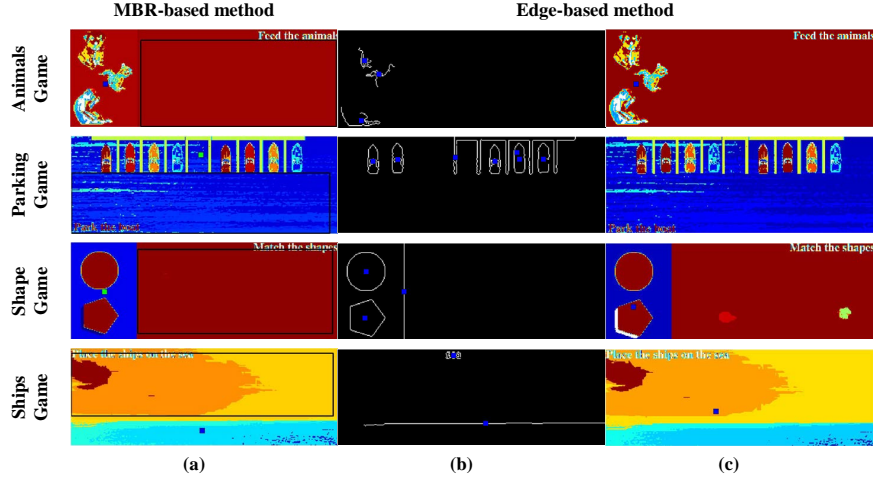 MBR-based method
Edge-based method
Animals
Game
Feed the animals
Feed the animals
Parking
Game
Park the boat
Park the boat
Shape
Game
Match the shapes
Match the shapes
Ships
Game
Place the ships on the sea
Place the ships on the sea
(a)
(b)
(c)